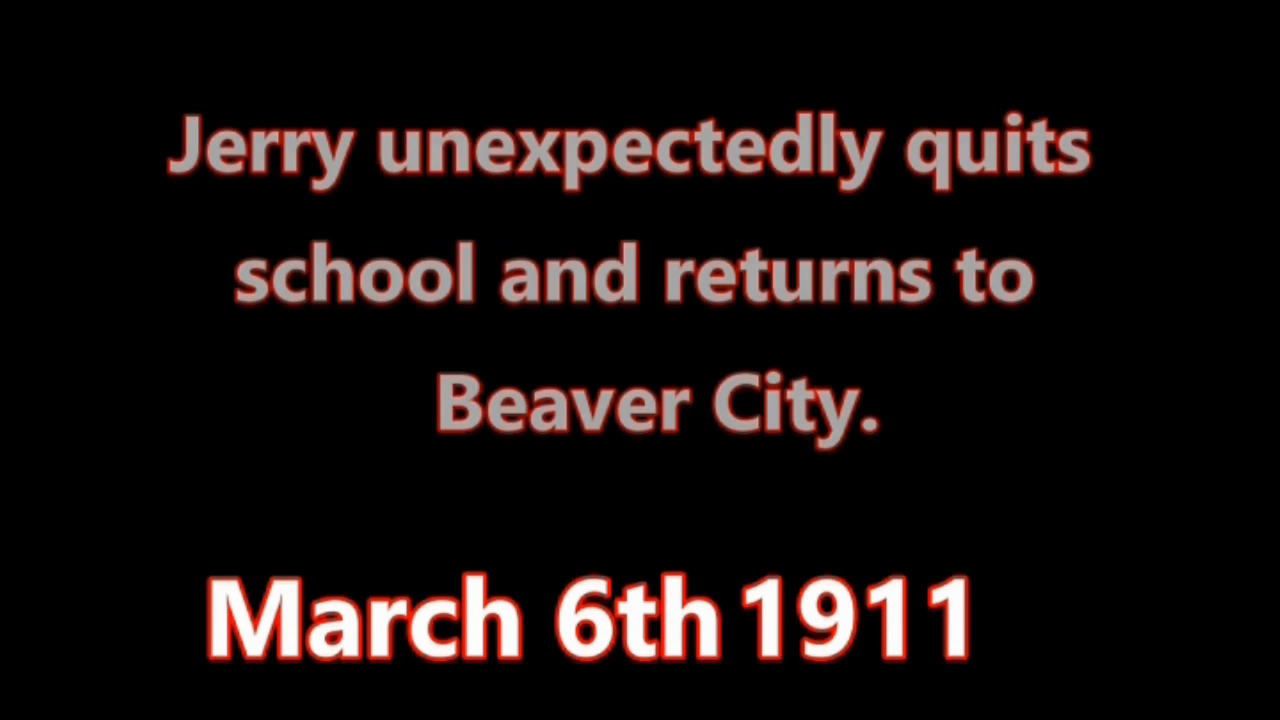 Jerry unexpectedly quits
school and returns to
Beaver City.
March 6th 1911